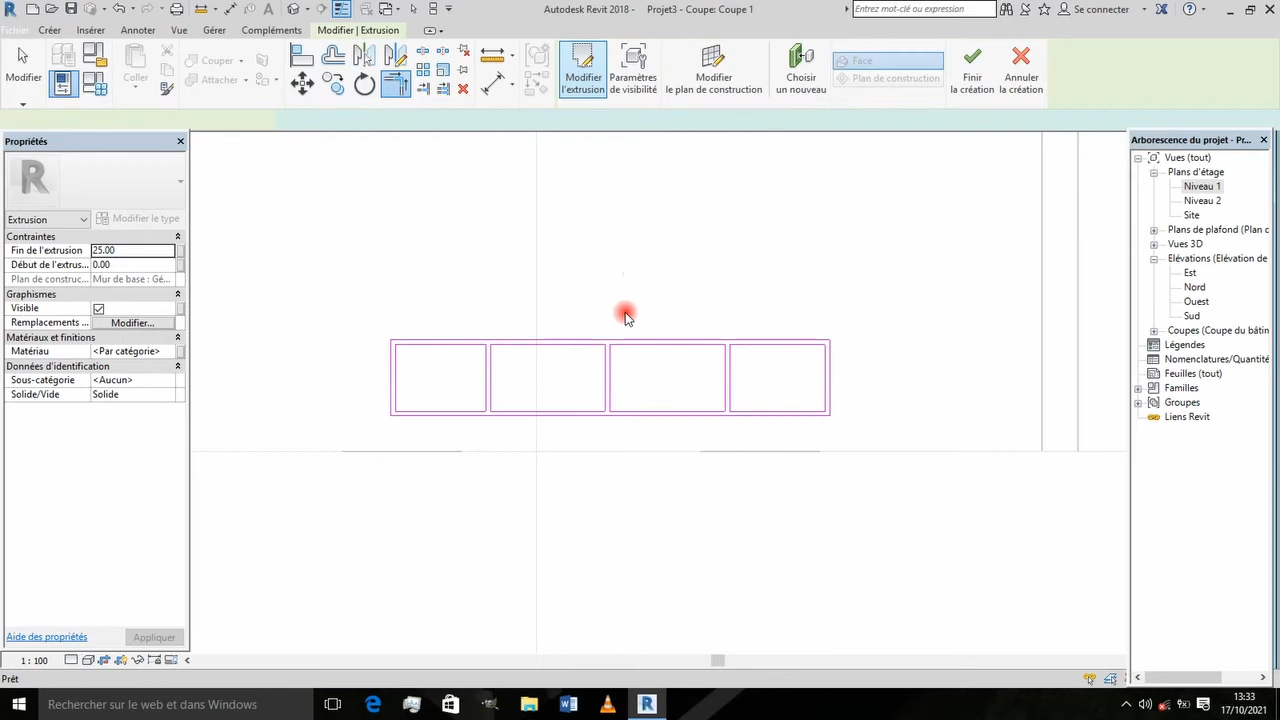 Autodesk Revit 2018 - Projet3 - Coupe: Coupe 1
Entrez mot-clé ou expression
Se connecter
Fichier Créer Insérer Annoter Vue Gérer Compléments Modifier | Extrusion
Modifier
Coller
Couper
Attacher
Modifier l'extrusion
Paramètres de visibilité
Modifier le plan de construction
Choisir un nouveau
Face
Plan de construction
Finir la création
Annuler la création
Propriétés
Extrusion
Modifier le type
Contraintes
Fin de l'extrusion 25.00
Début de l'extrus... 0.00
Plan de construc... Mur de base : Gé...
Graphismes
Visible
Remplacements ... Modifier...
Matériaux et finitions
Matériau <Par catégorie>
Données d'identification
Sous-catégorie <Aucun>
Solide/Vide Solide
Aide des propriétés
Appliquer
Arborescence du projet - Pr...
Vues (tout)
Plans d'étage
Niveau 1
Niveau 2
Site
Plans de plafond (Plan d
Vues 3D
Elévations (Elévation de
Est
Nord
Ouest
Sud
Coupes (Coupe du bâtin
Légendes
Nomenclatures/Quantité
Feuilles (tout)
Familles
Groupes
Liens Revit
1 : 100
Prêt
Rechercher sur le web et dans Windows
13:33
17/10/2021